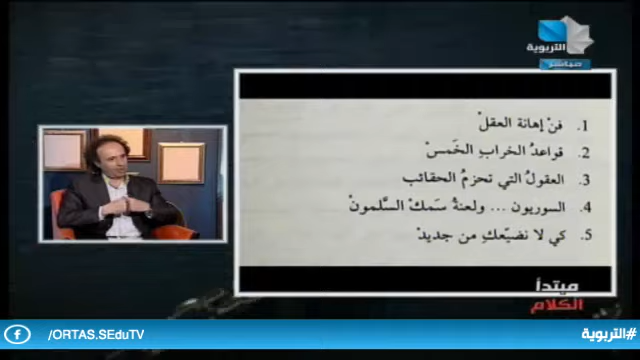 التربوية
مباشر
1. فنْ إهانة العقلْ
2. قواعدُ الخرابِ الخَمسْ
3. العقولُ التي تحزمُ الحقائب
4. السوريون ... ولعنةُ سَمكْ السَّلمونْ
5. كي لا نضيّعكِ من جديدْ
مبتدأ
الكلام
/ORTAS.SEduTV
#التربوية